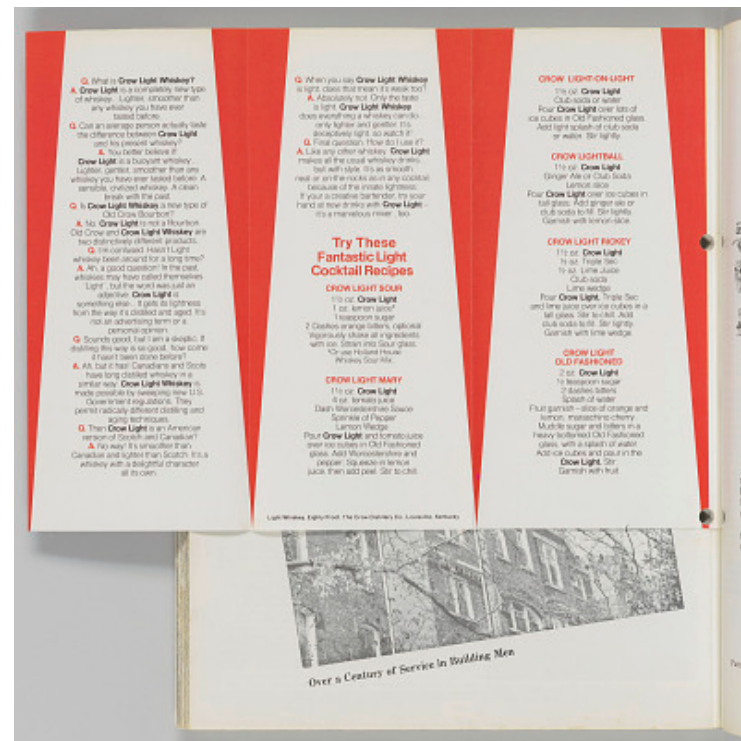 Q. What is Crow Light Whiskey?
A. Crow Light is a completely new type
of whiskey. Lighter, smoother than
any whiskey you have ever
tasted before.
Q. Can an average person actually taste
the difference between Crow Light
and his present whiskey?
A. You better believe it!
Crow Light is a buoyant whiskey...
Lighter, gentler, smoother than any
whiskey you have ever tasted before. A
sensible, civilized whiskey. A clean
break with the past.
Q. Is Crow Light Whiskey a new type of
Old Crow Bourbon?
A. No. Crow Light is not a Bourbon.
Old Crow and Crow Light Whiskey are
two distinctively different products.
Q. I'm confused. Hasn't Light
whiskey been around for a long time?
A. Ah, a good question! In the past,
whiskies may have called themselves
"Light", but the word was just an
adjective. Crow Light is
something else... it gets its lightness
from the way it's distilled and aged. It's
not an advertising term or a
personal opinion.
Q. Sounds good, but I am a skeptic. If
distilling this way is so good, how come
it hasn't been done before?
A. Ah, but it has! Canadians and Scots
have long distilled whiskey in a
similar way. Crow Light Whiskey is
made possible by sweeping new U.S.
Government regulations. They
permit radically different distilling and
aging techniques.
Q. Then Crow Light is an American
version of Scotch and Canadian?
A. No way! It's smoother than
Canadian and lighter than Scotch. It's a
whiskey with a delightful character
all its own.
Q. When you say Crow Light Whiskey
is light, does that mean it's weak too?
A. Absolutely not. Only the taste
is light. Crow Light Whiskey
does everything a whiskey can do...
only lighter and gentler. It's
deceptively light, so watch it!
Q. Final question. How do I use it?
A. Like any other whiskey. Crow Light
makes all the usual whiskey drinks,
but with style. It's as smooth
neat or on the rocks as in any cocktail
because of the innate lightness.
If your a creative bartender, try your
hand at new drinks with Crow Light -
it's a marvelous mixer, too.
Try These
Fantastic Light
Cocktail Recipes
CROW LIGHT SOUR
1½ oz. Crow Light
1 oz. lemon juice*
1 teaspoon sugar
2 Dashes orange bitters, optional
Vigorously shake all ingredients
with ice. Strain into Sour glass.
*Or use Holland House
Whiskey Sour Mix
CROW LIGHT MARY
1½ oz. Crow Light
4 oz. tomato juice
Dash Worcestershire Sauce
Sprinkle of Pepper
Lemon Wedge
Pour Crow Light and tomato juice
over ice cubes in Old Fashioned
glass. Add Worcestershire and
pepper. Squeeze in lemon
juice, then add peel. Stir to chill.
Light Whiskey, Eighty Proof. The Crow Distillery Co., Louisville, Kentucky
CROW LIGHT-ON-LIGHT
1½ oz. Crow Light
Club soda or water
Pour Crow Light over lots of
ice cubes in Old Fashioned glass.
Add light splash of club soda
or water. Stir lightly.
CROW LIGHTBALL
1½ oz. Crow Light
Ginger Ale or Club Soda
Lemon slice
Pour Crow Light over ice cubes in
tall glass. Add ginger ale or
club soda to fill. Stir lightly.
Garnish with lemon slice.
CROW LIGHT RICKEY
1½ oz. Crow Light
½ oz. Triple Sec
½ oz. Lime Juice
Club soda
Lime wedge
Pour Crow Light, Triple Sec
and lime juice over ice cubes in a
tall glass. Stir to chill. Add
club soda to fill. Stir lightly.
Garnish with lime wedge.
CROW LIGHT
OLD FASHIONED
2 oz. Crow Light
½ teaspoon sugar
2 dashes bitters
Splash of water
Fruit garnish - slice of orange and
lemon, maraschino cherry
Muddle sugar and bitters in a
heavy bottomed Old Fashioned
glass, with a splash of water.
Add ice cubes and pour in the
Crow Light. Stir.
Garnish with fruit.
Over a Century of Service in Building Men